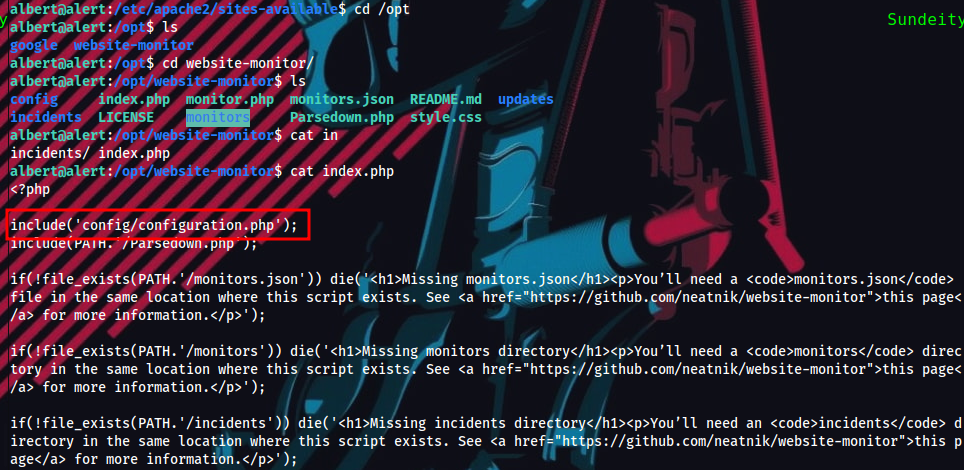 albert@alert:/etc/apache2/sites-available$ cd /opt
y
Sundeity
albert@alert:/opt$ ls
google  website-monitor
albert@alert:/opt$ cd website-monitor/
albert@alert:/opt/website-monitor$ ls
config     index.php  monitor.php  monitors.json  README.md  updates
incidents  LICENSE    monitors     Parsedown.php  style.css
albert@alert:/opt/website-monitor$ cat in
incidents/ index.php
albert@alert:/opt/website-monitor$ cat index.php
<?php
include('config/configuration.php');
include(PATH.'/Parsedown.php');
if(!file_exists(PATH.'/monitors.json')) die('<h1>Missing monitors.json</h1><p>You’ll need a <code>monitors.json</code>
file in the same location where this script exists. See <a href="https://github.com/neatnik/website-monitor">this page<
/a> for more information.</p>');
if(!file_exists(PATH.'/monitors')) die('<h1>Missing monitors directory</h1><p>You’ll need a <code>monitors</code> direc
tory in the same location where this script exists. See <a href="https://github.com/neatnik/website-monitor">this page<
/a> for more information.</p>');
if(!file_exists(PATH.'/incidents')) die('<h1>Missing incidents directory</h1><p>You’ll need an <code>incidents</code> d
irectory in the same location where this script exists. See <a href="https://github.com/neatnik/website-monitor">this p
age</a> for more information.</p>');